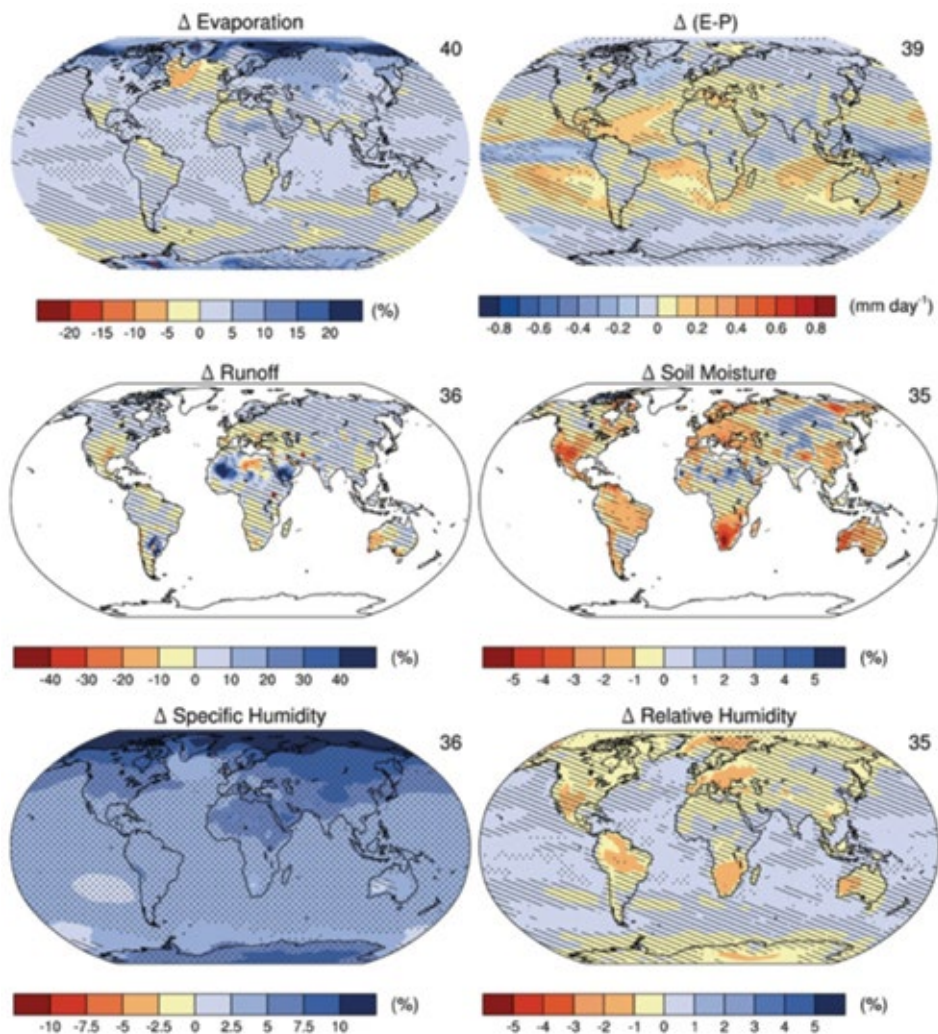 Δ Evaporation
40
-20 -15 -10 -5 0 5 10 15 20 (%)
Δ (E-P)
39
-0.8 -0.6 -0.4 -0.2 0 0.2 0.4 0.6 0.8 (mm day⁻¹)
Δ Runoff
36
-40 -30 -20 -10 0 10 20 30 40 (%)
Δ Soil Moisture
35
-5 -4 -3 -2 -1 0 1 2 3 4 5 (%)
Δ Specific Humidity
36
-10 -7.5 -5 -2.5 0 2.5 5 7.5 10 (%)
Δ Relative Humidity
35
-5 -4 -3 -2 -1 0 1 2 3 4 5 (%)